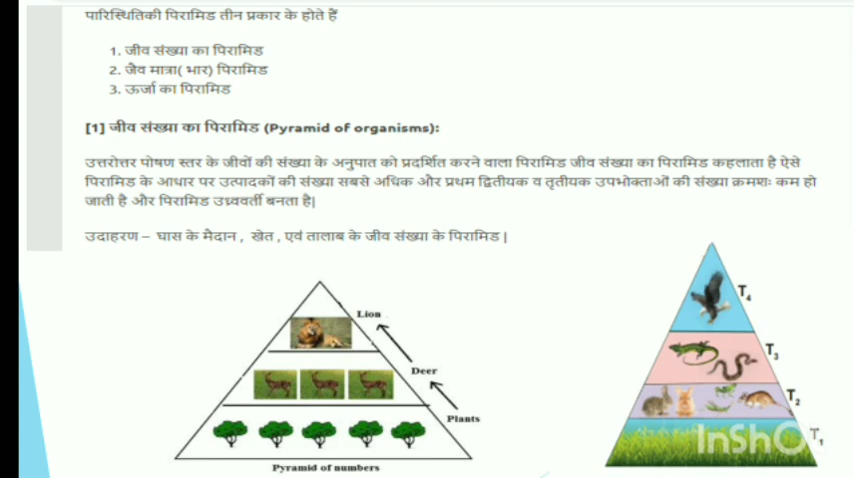 पारिस्थितिकी पिरामिड तीन प्रकार के होते हैं
1. जीव संख्या का पिरामिड
2. जैव मात्रा( भार) पिरामिड
3. ऊर्जा का पिरामिड
[1] जीव संख्या का पिरामिड (Pyramid of organisms):
उत्तरोत्तर पोषण स्तर के जीवों की संख्या के अनुपात को प्रदर्शित करने वाला पिरामिड जीव संख्या का पिरामिड कहलाता है ऐसे
पिरामिड के आधार पर उत्पादकों की संख्या सबसे अधिक और प्रथम द्वितीयक व तृतीयक उपभोक्ताओं की संख्या क्रमशः कम हो
जाती है और पिरामिड उध्र्ववर्ती बनता है|
उदाहरण – घास के मैदान , खेत , एवं तालाब के जीव संख्या के पिरामिड |
Lion
Deer
Plants
Pyramid of numbers
T4
T3
T2
T1
InShO